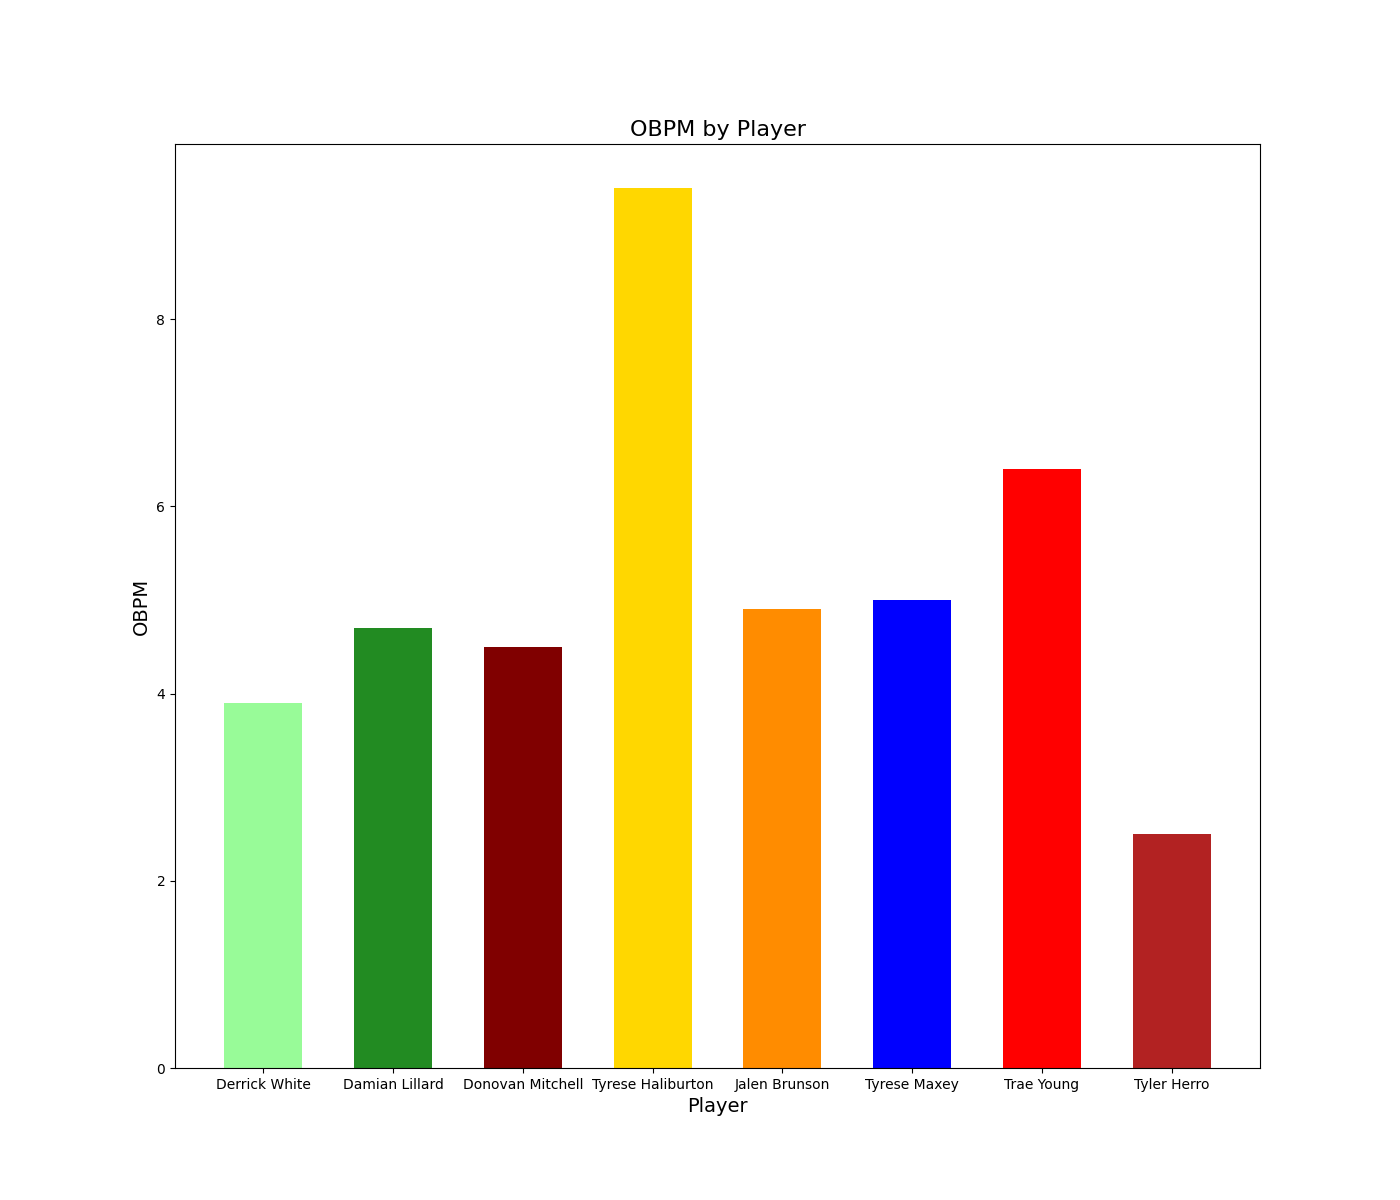 OBPM by Player
OBPM
8
6
4
2
0
Derrick White Damian Lillard Donovan Mitchell Tyrese Haliburton Jalen Brunson Tyrese Maxey Trae Young Tyler Herro
Player